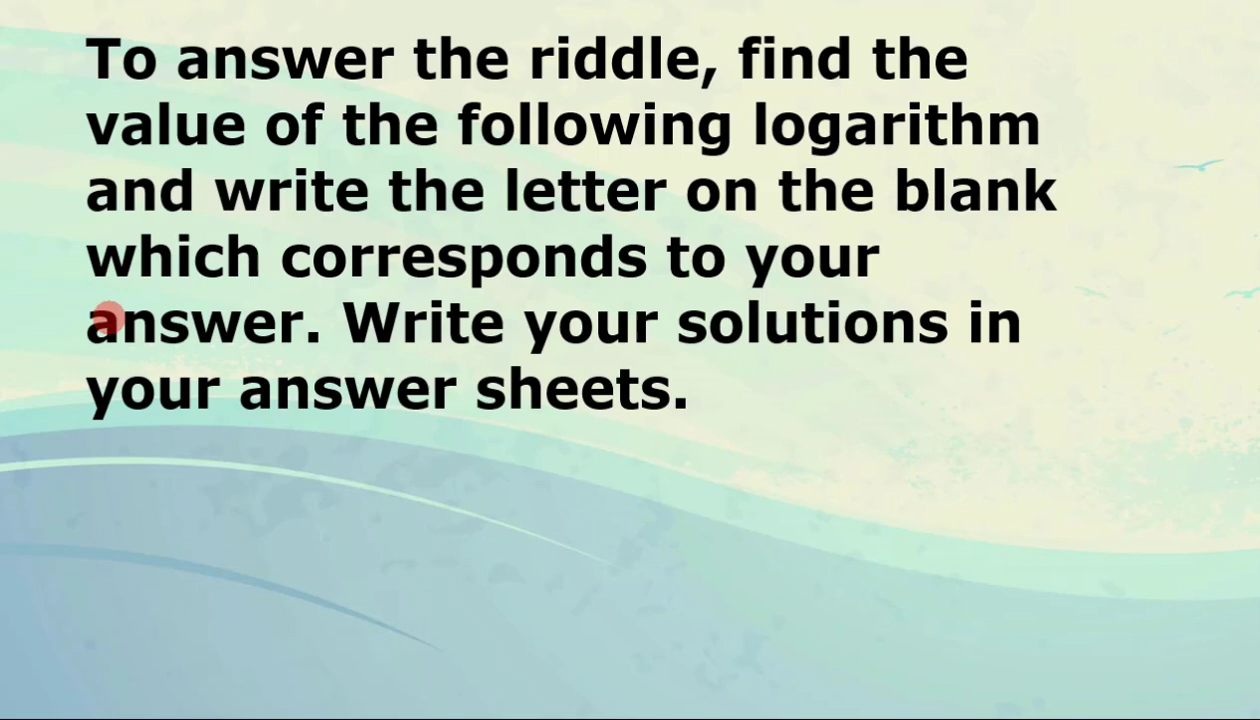 To answer the riddle, find the
value of the following logarithm
and write the letter on the blank
which corresponds to your
answer. Write your solutions in
your answer sheets.